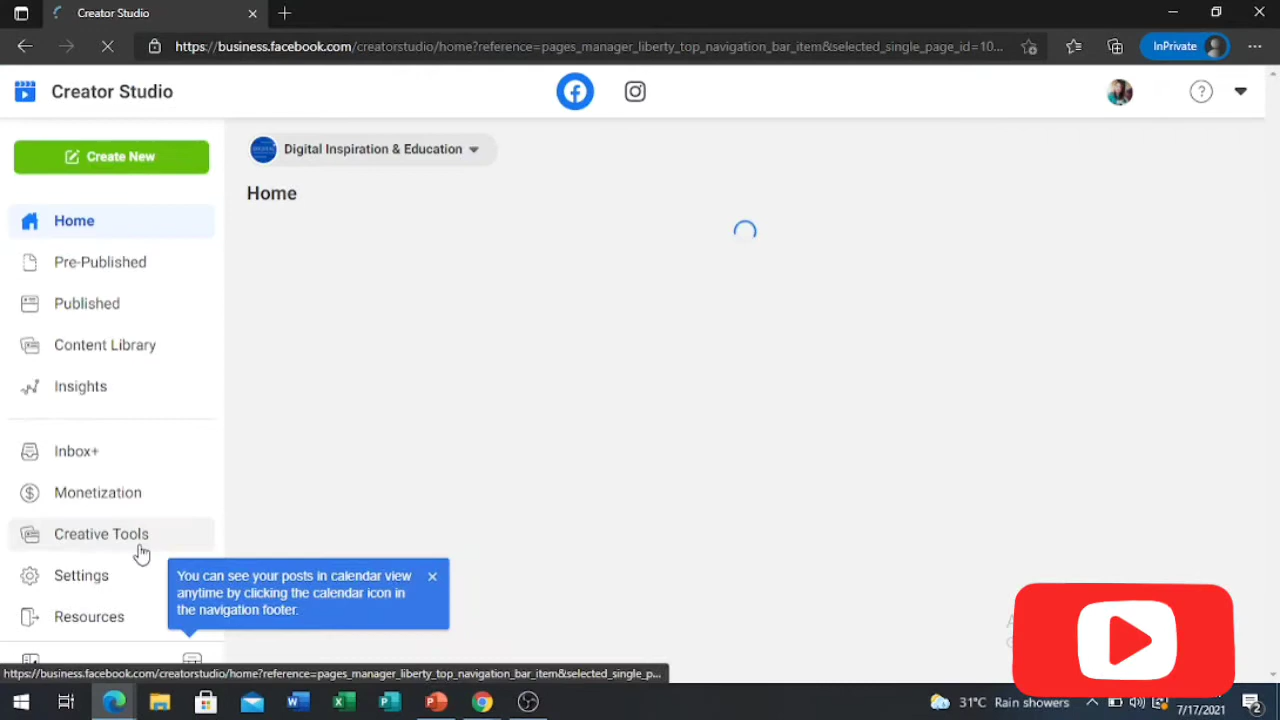 Creator Studio
https://business.facebook.com/creatorstudio/home?reference=pages_manager_liberty_top_navigation_bar_item&selected_single_page_id=10...
InPrivate
Creator Studio
Create New
Digital Inspiration & Education
Home
Home
Pre-Published
Published
Content Library
Insights
Inbox+
Monetization
Creative Tools
Settings
Resources
You can see your posts in calendar view
anytime by clicking the calendar icon in
the navigation footer.
https://business.facebook.com/creatorstudio/home?reference=pages_manager_liberty_top_navigation_bar_item&selected_single_p...
31°C Rain showers
7/17/2021
2